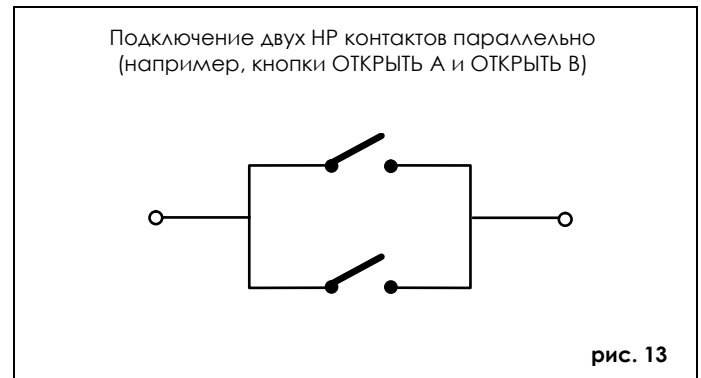 Подключение двух НР контактов параллельно
(например, кнопки ОТКРЫТЬ А и ОТКРЫТЬ В)
рис. 13